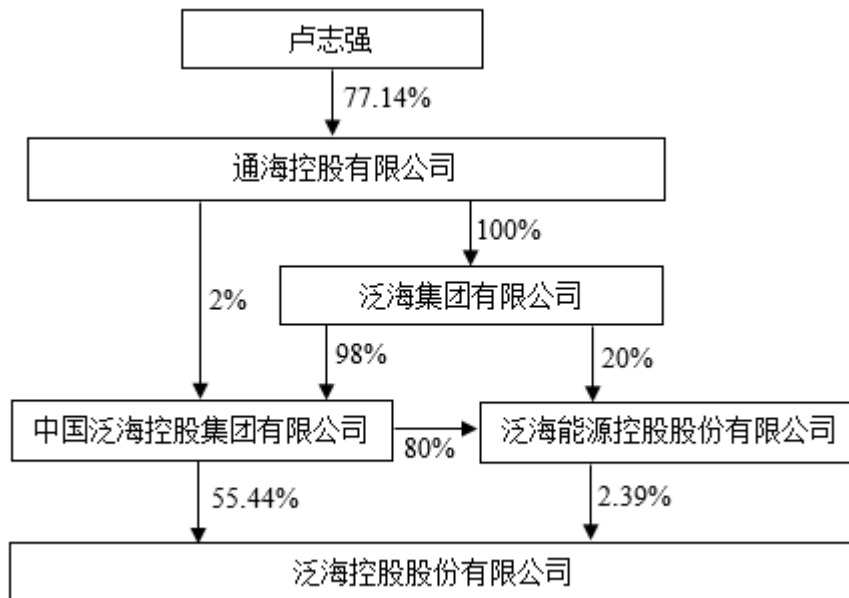 卢志强
77.14%
通海控股有限公司
100%
泛海集团有限公司
2%
98%
20%
中国泛海控股集团有限公司
80%
泛海能源控股股份有限公司
55.44%
2.39%
泛海控股股份有限公司